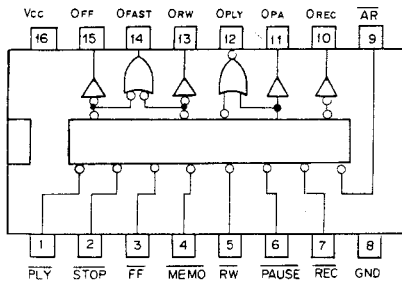 Vcc OFF OFAST ORW OPLY OPA OREC AR
16 15 14 13 12 11 10 9
1 2 3 4 5 6 7 8
PLY STOP FF MEMO RW PAUSE REC GND